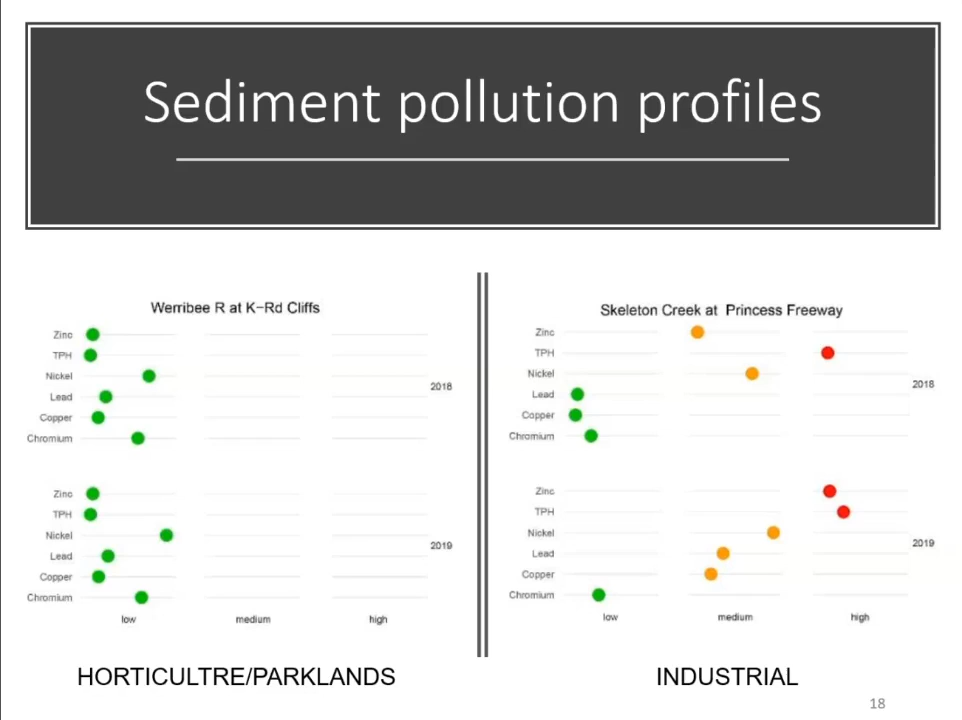 Sediment pollution profiles
Werribee R at K-Rd Cliffs
Zinc
TPH
Nickel
Lead
Copper
Chromium
2018
Zinc
TPH
Nickel
Lead
Copper
Chromium
2019
low medium high
HORTICULTRE/PARKLANDS
Skeleton Creek at Princess Freeway
Zinc
TPH
Nickel
Lead
Copper
Chromium
2018
Zinc
TPH
Nickel
Lead
Copper
Chromium
2019
low medium high
INDUSTRIAL
18